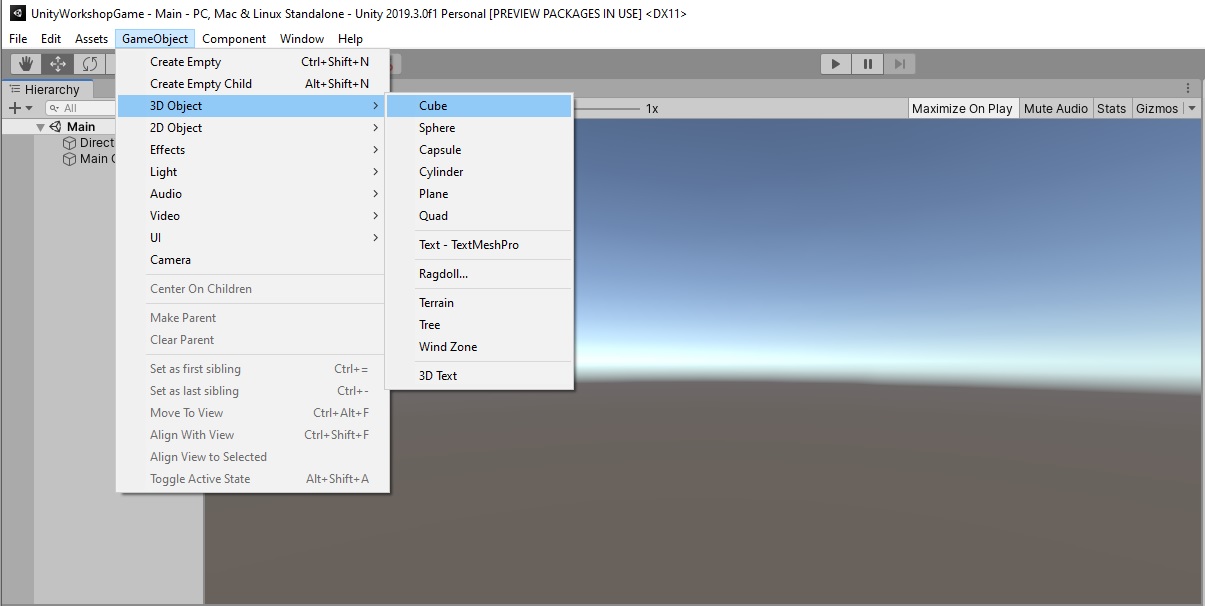 UnityWorkshopGame - Main - PC, Mac & Linux Standalone - Unity 2019.3.0f1 Personal [PREVIEW PACKAGES IN USE] <DX11>
File Edit Assets GameObject Component Window Help
Hierarchy
All
Main
Direct
Main
Create Empty Ctrl+Shift+N
Create Empty Child Alt+Shift+N
3D Object
2D Object
Effects
Light
Audio
Video
UI
Camera
Center On Children
Make Parent
Clear Parent
Set as first sibling Ctrl+=
Set as last sibling Ctrl+-
Move To View Ctrl+Alt+F
Align With View Ctrl+Shift+F
Align View to Selected
Toggle Active State Alt+Shift+A
Cube
Sphere
Capsule
Cylinder
Plane
Quad
Text - TextMeshPro
Ragdoll...
Terrain
Tree
Wind Zone
3D Text
1x
Maximize On Play Mute Audio Stats Gizmos